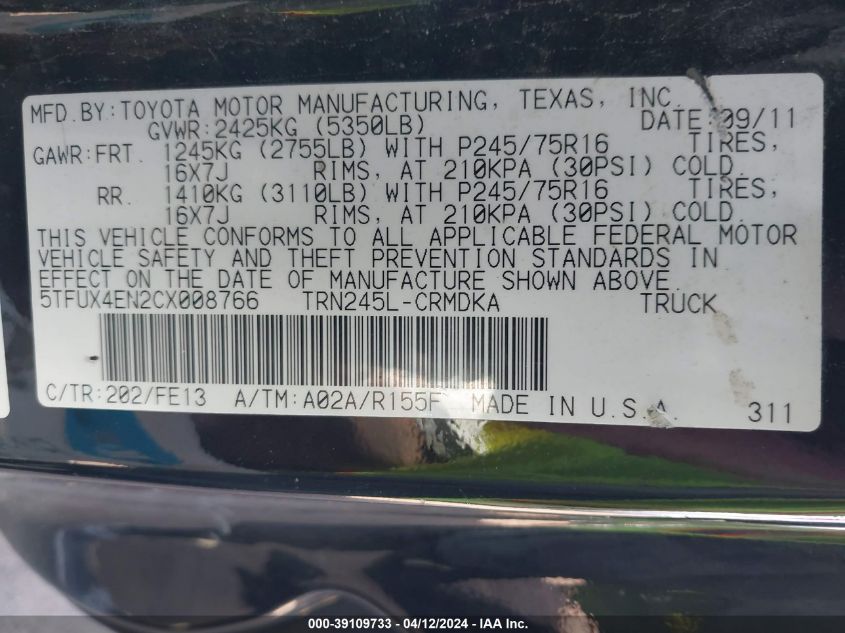 MFD.BY:TOYOTA MOTOR MANUFACTURING, TEXAS, INC.
GVWR:2425KG (5350LB) DATE:09/11
GAWR:FRT. 1245KG (2755LB) WITH P245/75R16 TIRES,
16X7J RIMS, AT 210KPA (30PSI) COLD.
RR. 1410KG (3110LB) WITH P245/75R16 TIRES,
16X7J RIMS, AT 210KPA (30PSI) COLD.
THIS VEHICLE CONFORMS TO ALL APPLICABLE FEDERAL MOTOR
VEHICLE SAFETY AND THEFT PREVENTION STANDARDS IN
EFFECT ON THE DATE OF MANUFACTURE SHOWN ABOVE.
5TFUX4EN2CX008766 TRN245L-CRMDKA TRUCK
C/TR:202/FE13 A/TM:A02A/R155F MADE IN U.S.A. 311
000-39109733 - 04/12/2024 - IAA Inc.